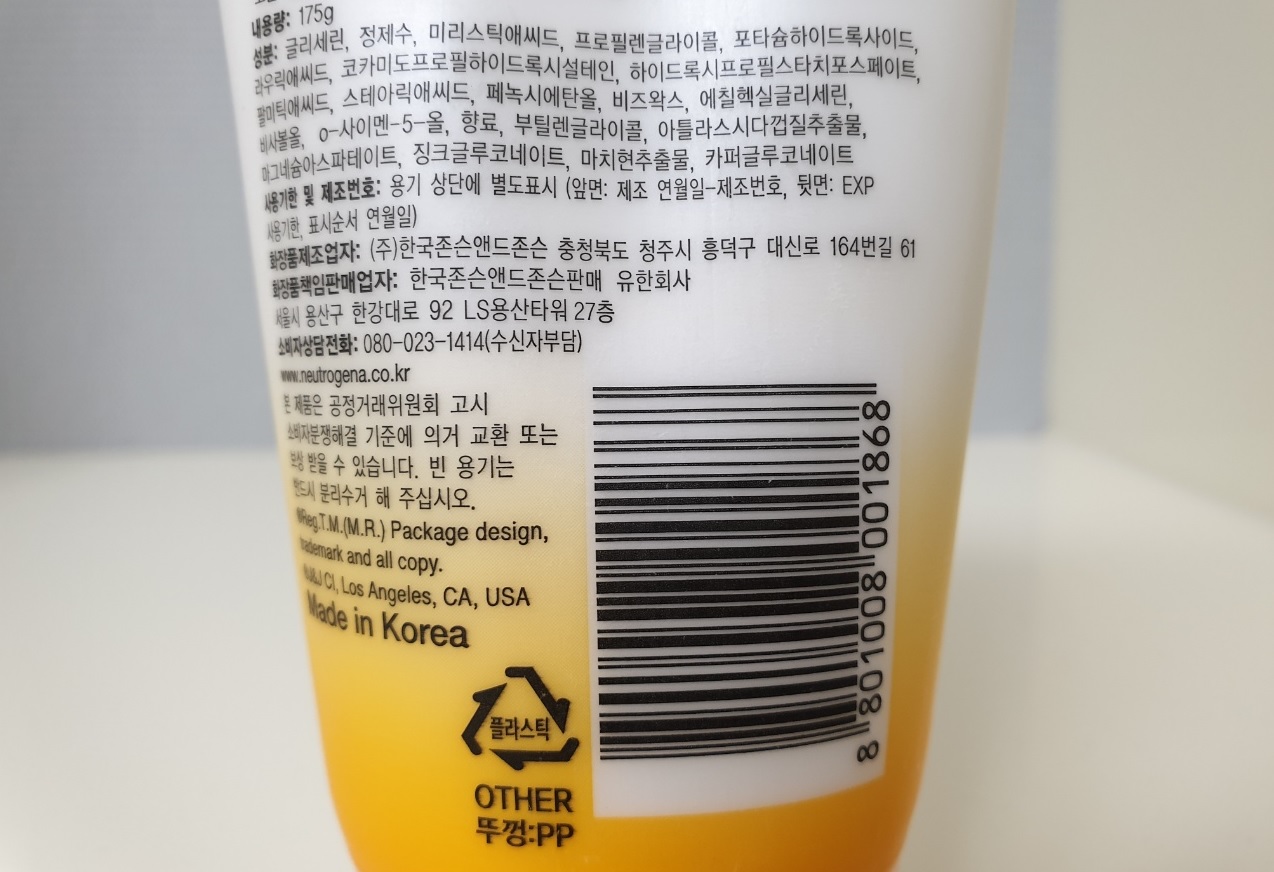 내용량: 175g
성분: 글리세린, 정제수, 미리스틱애씨드, 프로필렌글라이콜, 포타슘하이드록사이드,
라우릭애씨드, 코카미도프로필하이드록시설테인, 하이드록시프로필스타치포스페이트,
팔미틱애씨드, 스테아릭애씨드, 페녹시에탄올, 비즈왁스, 에칠헥실글리세린,
비사볼올, o-사이멘-5-올, 향료, 부틸렌글라이콜, 아틀라스시다껍질추출물,
마그네슘아스파테이트, 징크글루코네이트, 마치현추출물, 카퍼글루코네이트
사용기한 및 제조번호: 용기 상단에 별도표시 (앞면: 제조 연월일-제조번호, 뒷면: EXP
사용기한, 표시순서 연월일)
화장품제조업자: (주)한국존슨앤드존슨 충청북도 청주시 흥덕구 대신로 164번길 61
화장품책임판매업자: 한국존슨앤드존슨판매 유한회사
서울시 용산구 한강대로 92 LS용산타워 27층
소비자상담전화: 080-023-1414(수신자부담)
www.neutrogena.co.kr
본 제품은 공정거래위원회 고시
소비자분쟁해결 기준에 의거 교환 또는
보상 받을 수 있습니다. 빈 용기는
반드시 분리수거 해 주십시오.
®Reg.T.M.(M.R.) Package design,
trademark and all copy.
©J&J CI, Los Angeles, CA, USA
Made in Korea
플라스틱
OTHER
뚜껑:PP
8 801008 001868